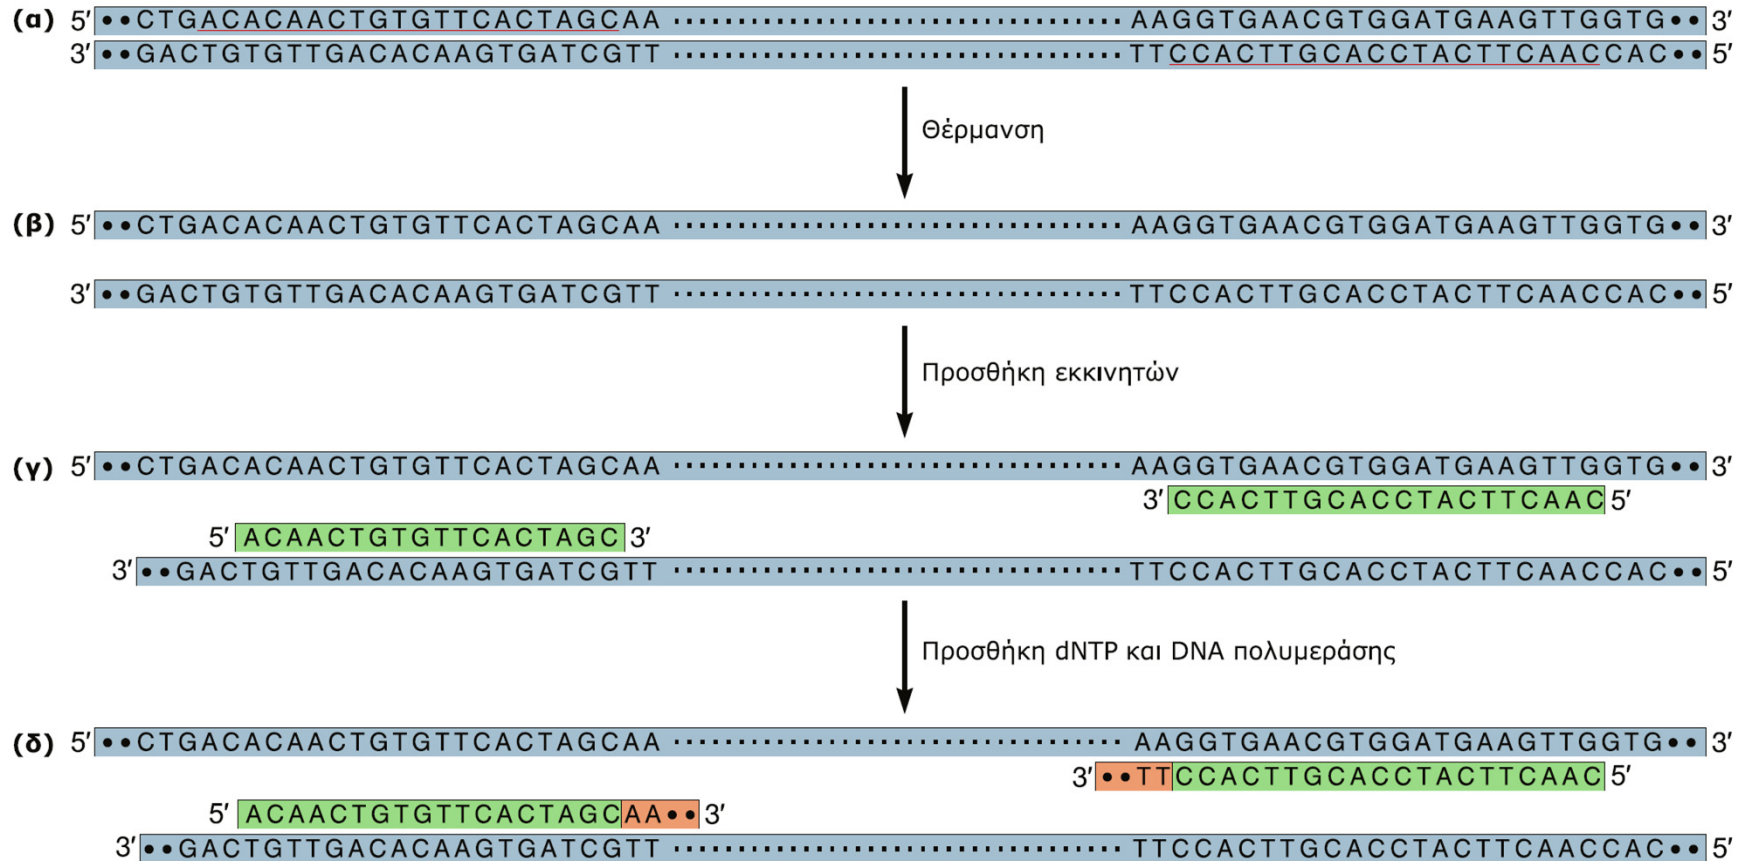 (α) 5′ ••CTGACACAACTGTGTTCACTAGCAA ................................... AAGGTGAACGTGGATGAAGTTGGTG•• 3′
3′ ••GACTGTGTTGACACAAGTGATCGTT ................................... TTCCACTTGCACCTACTTCAACCAC•• 5′
Θέρμανση
(β) 5′ ••CTGACACAACTGTGTTCACTAGCAA ................................... AAGGTGAACGTGGATGAAGTTGGTG•• 3′
3′ ••GACTGTGTTGACACAAGTGATCGTT ................................... TTCCACTTGCACCTACTTCAACCAC•• 5′
Προσθήκη εκκινητών
(γ) 5′ ••CTGACACAACTGTGTTCACTAGCAA ................................... AAGGTGAACGTGGATGAAGTTGGTG•• 3′
3′ CCACTTGCACCTACTTCAAC 5′
5′ ACAACTGTGTTCACTAGC 3′
3′ ••GACTGTTGACACAAGTGATCGTT ................................... TTCCACTTGCACCTACTTCAACCAC•• 5′
Προσθήκη dNTP και DNA πολυμεράσης
(δ) 5′ ••CTGACACAACTGTGTTCACTAGCAA ................................... AAGGTGAACGTGGATGAAGTTGGTG•• 3′
3′ ••TTCCACTTGCACCTACTTCAAC 5′
5′ ACAACTGTGTTCACTAGCAA•• 3′
3′ ••GACTGTTGACACAAGTGATCGTT ................................... TTCCACTTGCACCTACTTCAACCAC•• 5′